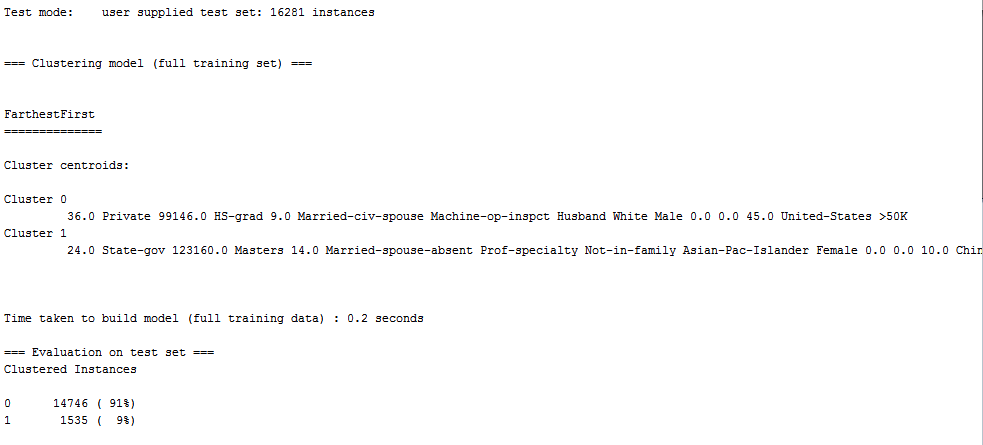 Test mode:    user supplied test set: 16281 instances
=== Clustering model (full training set) ===
FarthestFirst
==============
Cluster centroids:
Cluster 0
36.0 Private 99146.0 HS-grad 9.0 Married-civ-spouse Machine-op-inspct Husband White Male 0.0 0.0 45.0 United-States >50K
Cluster 1
24.0 State-gov 123160.0 Masters 14.0 Married-spouse-absent Prof-specialty Not-in-family Asian-Pac-Islander Female 0.0 0.0 10.0
Time taken to build model (full training data) : 0.2 seconds
=== Evaluation on test set ===
Clustered Instances
0      14746 ( 91%)
1       1535 (  9%)